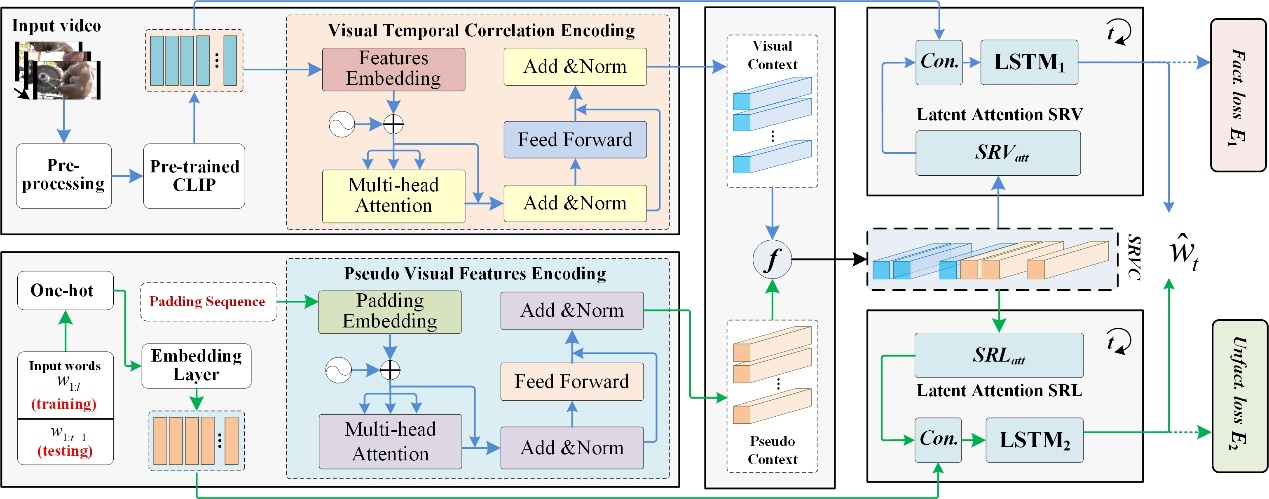 Input video
Pre-
processing
Pre-trained
CLIP
Visual Temporal Correlation Encoding
Features
Embedding
Multi-head
Attention
Add &Norm
Feed Forward
Add &Norm
Visual
Context
f
Pseudo
Context
Con.
LSTM1
t
Latent Attention SRV
SRVatt
Fact. loss E1
SRVC
ŵt
One-hot
Padding Sequence
Input words
w1:l
(training)
w1:t-1
(testing)
Embedding
Layer
Pseudo Visual Features Encoding
Padding
Embedding
Multi-head
Attention
Add &Norm
Feed Forward
Add &Norm
SRLatt
t
Latent Attention SRL
Con.
LSTM2
Unfact. loss E2